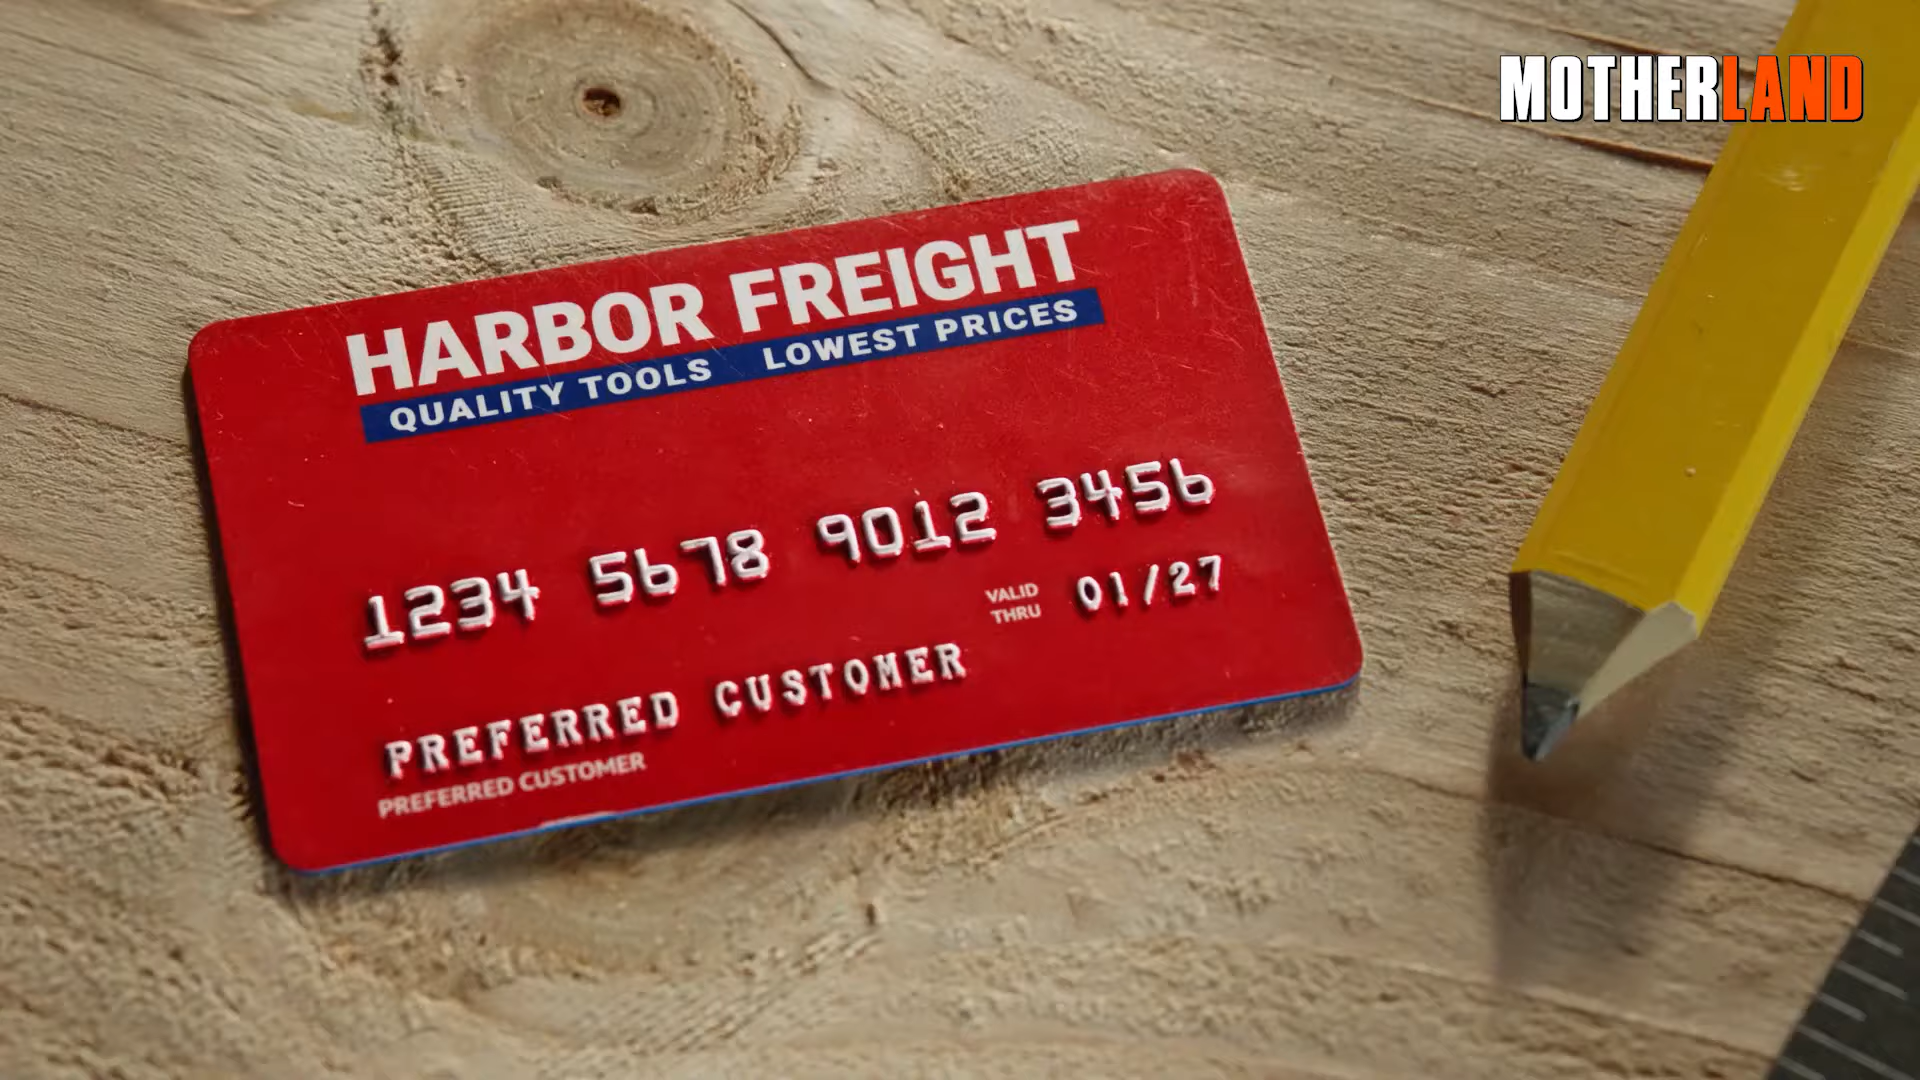 MOTHERLAND
HARBOR FREIGHT
QUALITY TOOLS LOWEST PRICES
1234 5678 9012 3456
VALID
THRU
01/27
PREFERRED CUSTOMER
PREFERRED CUSTOMER